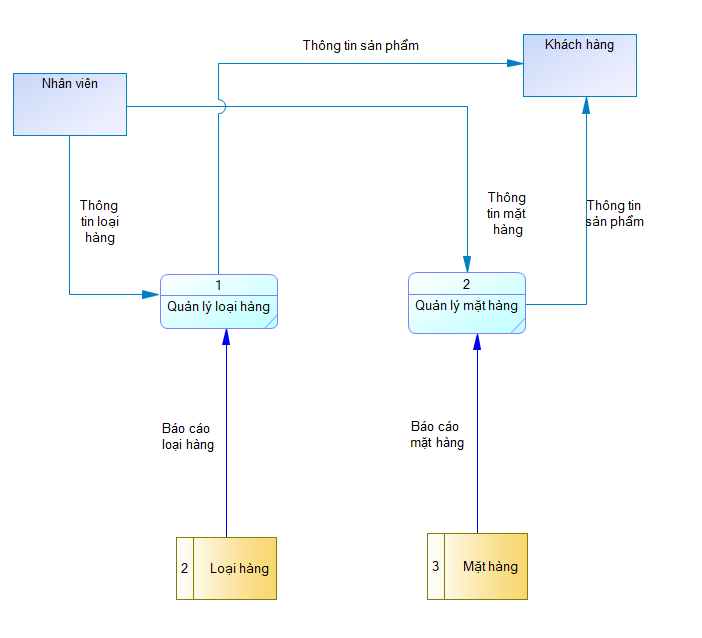 Thông tin sản phẩm
Khách hàng
Nhân viên
Thông
tin loại
hàng
Thông
tin mặt
hàng
Thông tin
sản phẩm
1
Quản lý loại hàng
2
Quản lý mặt hàng
Báo cáo
loại hàng
Báo cáo
mặt hàng
2
Loại hàng
3
Mặt hàng